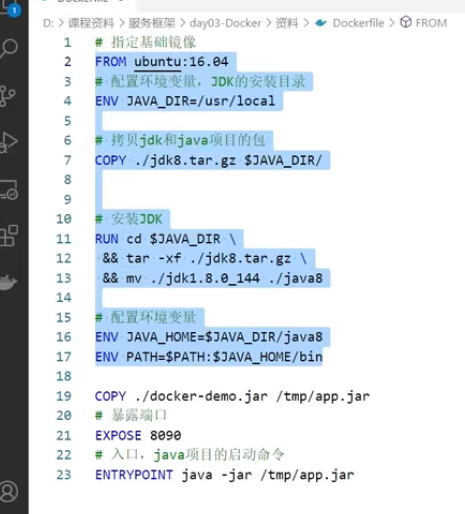 D: > 课程资料 > 服务框架 > day03-Docker > 资料 > Dockerfile > FROM
1 # 指定基础镜像
2 FROM ubuntu:16.04
3 # 配置环境变量，JDK的安装目录
4 ENV JAVA_DIR=/usr/local
5
6 # 拷贝jdk和java项目的包
7 COPY ./jdk8.tar.gz $JAVA_DIR/
8
9
10 # 安装JDK
11 RUN cd $JAVA_DIR \
12 && tar -xf ./jdk8.tar.gz \
13 && mv ./jdk1.8.0_144 ./java8
14
15 # 配置环境变量
16 ENV JAVA_HOME=$JAVA_DIR/java8
17 ENV PATH=$PATH:$JAVA_HOME/bin
18
19 COPY ./docker-demo.jar /tmp/app.jar
20 # 暴露端口
21 EXPOSE 8090
22 # 入口，java项目的启动命令
23 ENTRYPOINT java -jar /tmp/app.jar